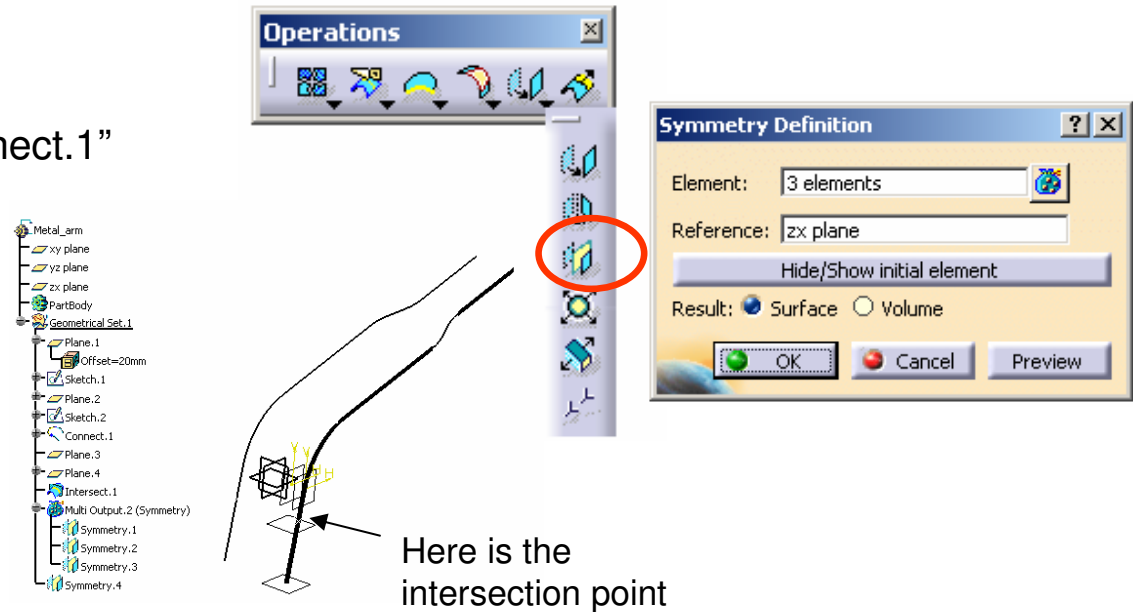 Operations
nect.1”
Symmetry Definition
Element: 3 elements
Reference: zx plane
Hide/Show initial element
Result: Surface Volume
OK Cancel Preview
Metal_arm
xy plane
yz plane
zx plane
PartBody
Geometrical Set.1
Plane.1
Offset=20mm
Sketch.1
Plane.2
Sketch.2
Connect.1
Plane.3
Plane.4
Intersect.1
Multi Output.2 (Symmetry)
Symmetry.1
Symmetry.2
Symmetry.3
Symmetry.4
Y
V
H
Here is the
intersection point